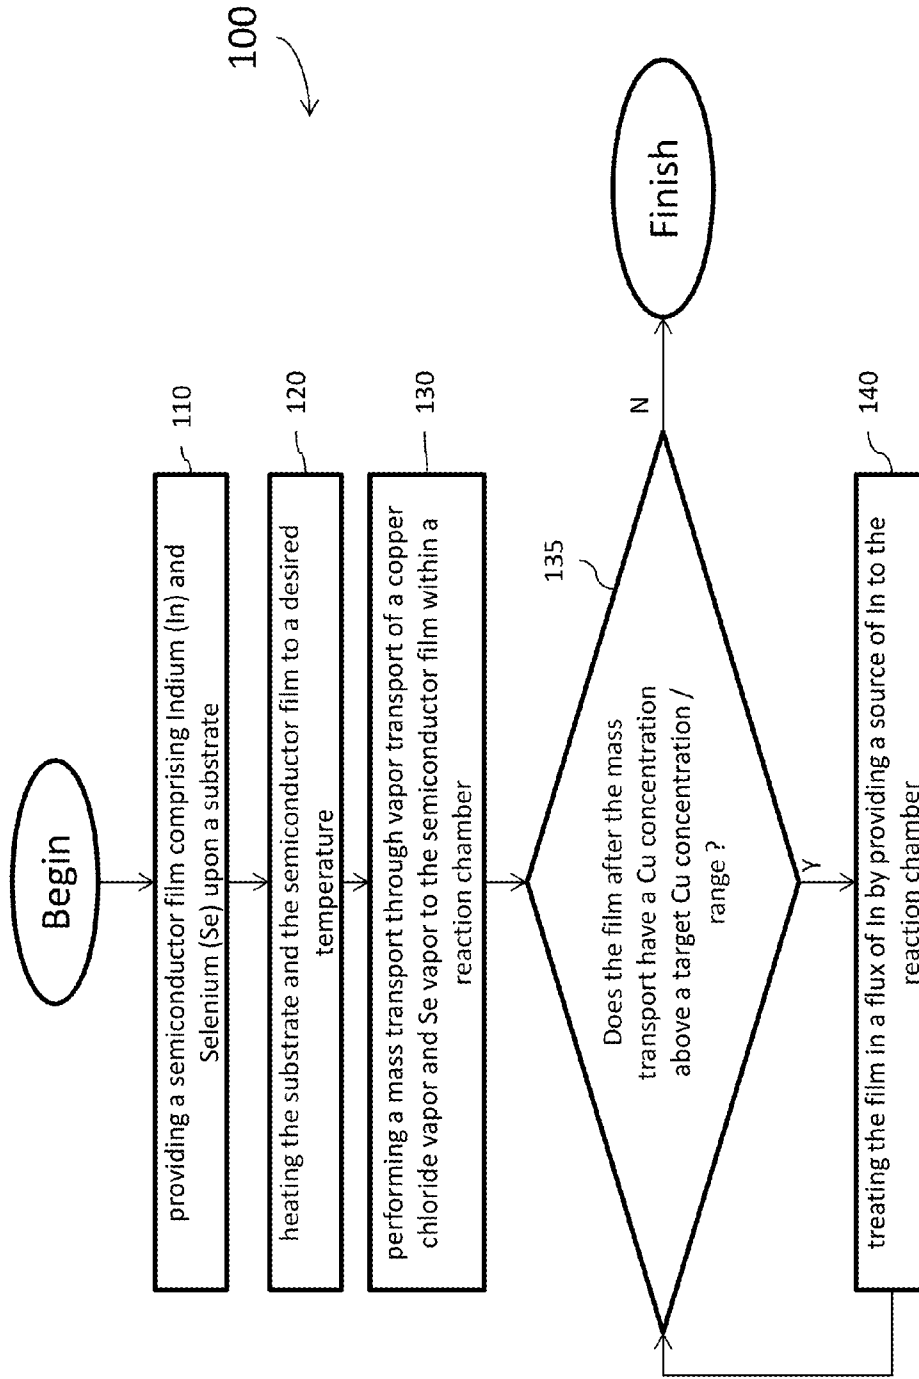 100
Begin
110
providing a semiconductor film comprising Indium (In) and
Selenium (Se) upon a substrate
120
heating the substrate and the semiconductor film to a desired
temperature
130
performing a mass transport through vapor transport of a copper
chloride vapor and Se vapor to the semiconductor film within a
reaction chamber
135
Does the film after the mass
transport have a Cu concentration
above a target Cu concentration /
range ?
N
Finish
Y
140
treating the film in a flux of In by providing a source of In to the
reaction chamber